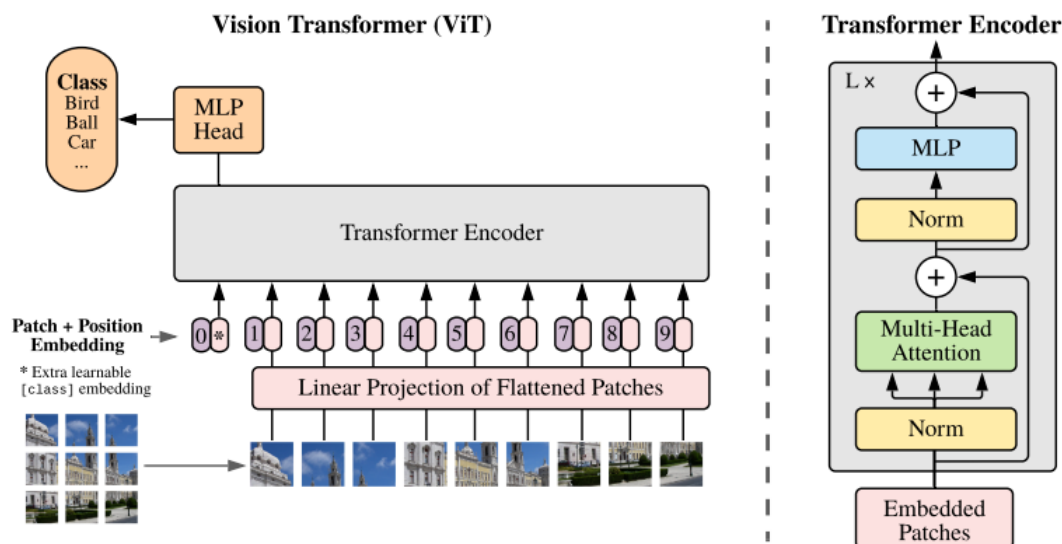 Vision Transformer (ViT)
Class
Bird
Ball
Car
...
MLP
Head
Transformer Encoder
Patch + Position
Embedding
* Extra learnable
[class] embedding
0 * 1 2 3 4 5 6 7 8 9
Linear Projection of Flattened Patches
Transformer Encoder
L ×
+
MLP
Norm
+
Multi-Head
Attention
Norm
Embedded
Patches